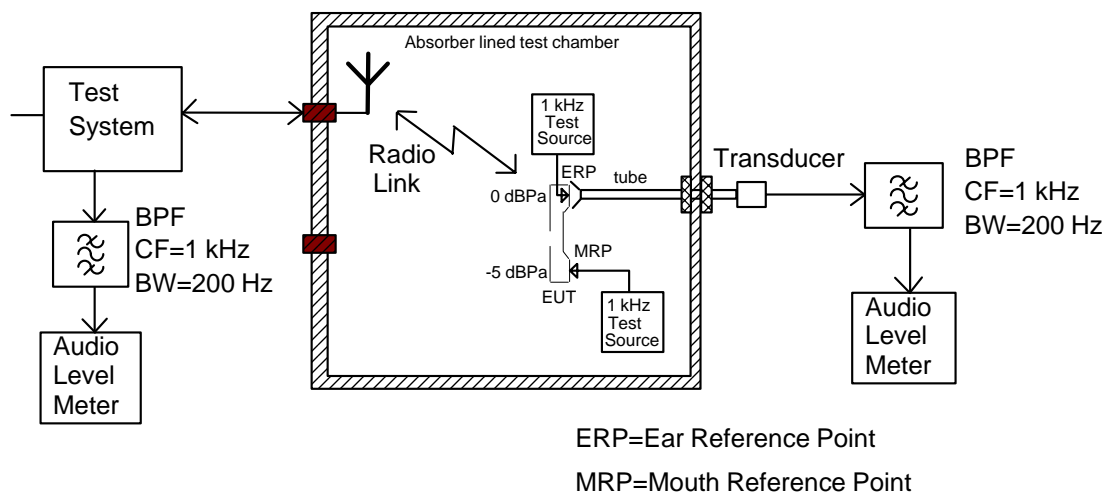 Absorber lined test chamber
Test
System
Radio
Link
1 kHz
Test
Source
ERP
tube
0 dBPa
MRP
-5 dBPa
EUT
1 kHz
Test
Source
Transducer
BPF
CF=1 kHz
BW=200 Hz
Audio
Level
Meter
BPF
CF=1 kHz
BW=200 Hz
Audio
Level
Meter
ERP=Ear Reference Point
MRP=Mouth Reference Point